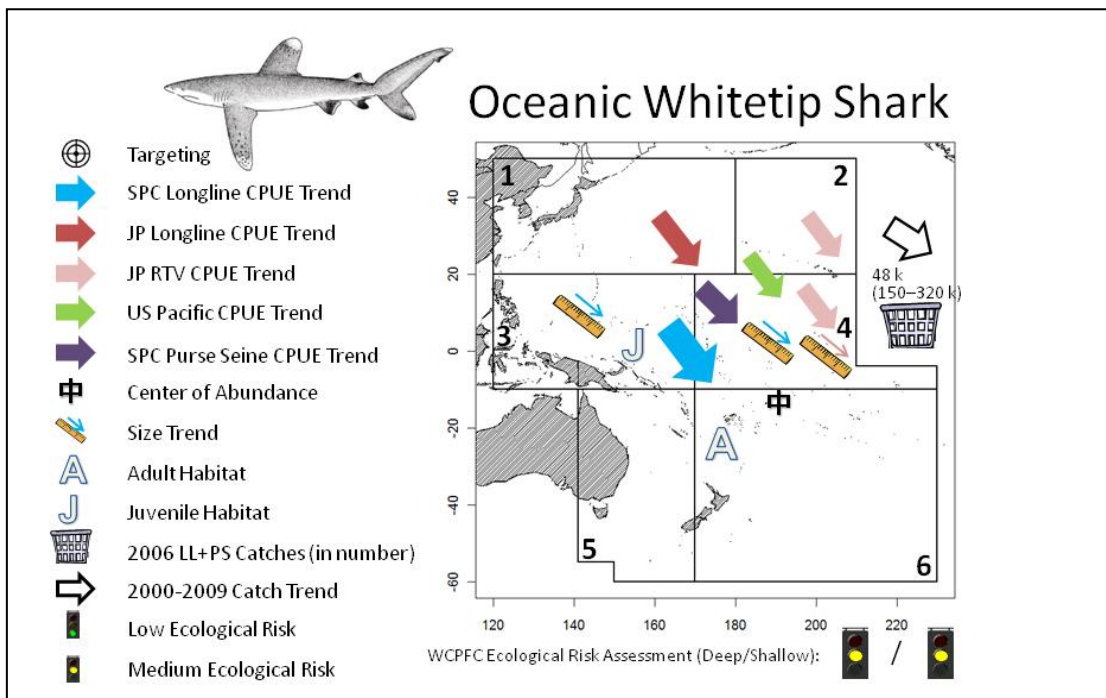 Oceanic Whitetip Shark
Targeting
SPC Longline CPUE Trend
JP Longline CPUE Trend
JP RTV CPUE Trend
US Pacific CPUE Trend
SPC Purse Seine CPUE Trend
中 Center of Abundance
Size Trend
A Adult Habitat
J Juvenile Habitat
2006 LL+PS Catches (in number)
2000-2009 Catch Trend
Low Ecological Risk
Medium Ecological Risk
40
20
0
-20
-40
-60
1
2
3
4
5
6
J
A
中
48 k
(150–320 k)
120 140 160 180 200 220
WCPFC Ecological Risk Assessment (Deep/Shallow): /